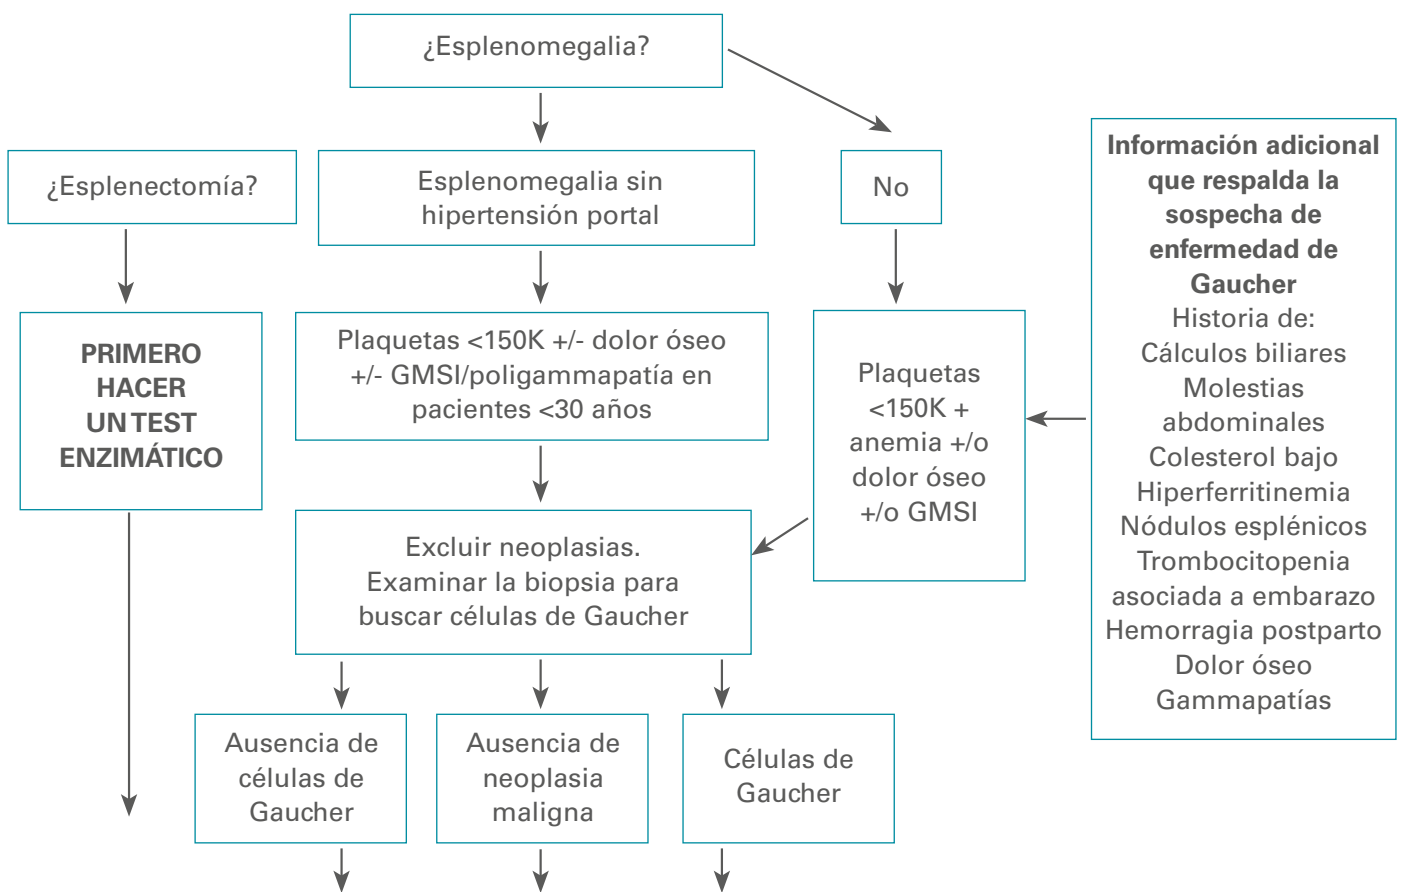 ¿Esplenomegalia?
¿Esplenectomía?
Esplenomegalia sin
hipertensión portal
No
PRIMERO
HACER
UN TEST
ENZIMÁTICO
Plaquetas <150K +/- dolor óseo
+/- GMSI/poligammapatía en
pacientes <30 años
Plaquetas
<150K +
anemia +/o
dolor óseo
+/o GMSI
Información adicional
que respalda la
sospecha de
enfermedad de
Gaucher
Historia de:
Cálculos biliares
Molestias
abdominales
Colesterol bajo
Hiperferritinemia
Nódulos esplénicos
Trombocitopenia
asociada a embarazo
Hemorragia postparto
Dolor óseo
Gammapatías
Excluir neoplasias.
Examinar la biopsia para
buscar células de Gaucher
Ausencia de
células de
Gaucher
Ausencia de
neoplasia
maligna
Células de
Gaucher